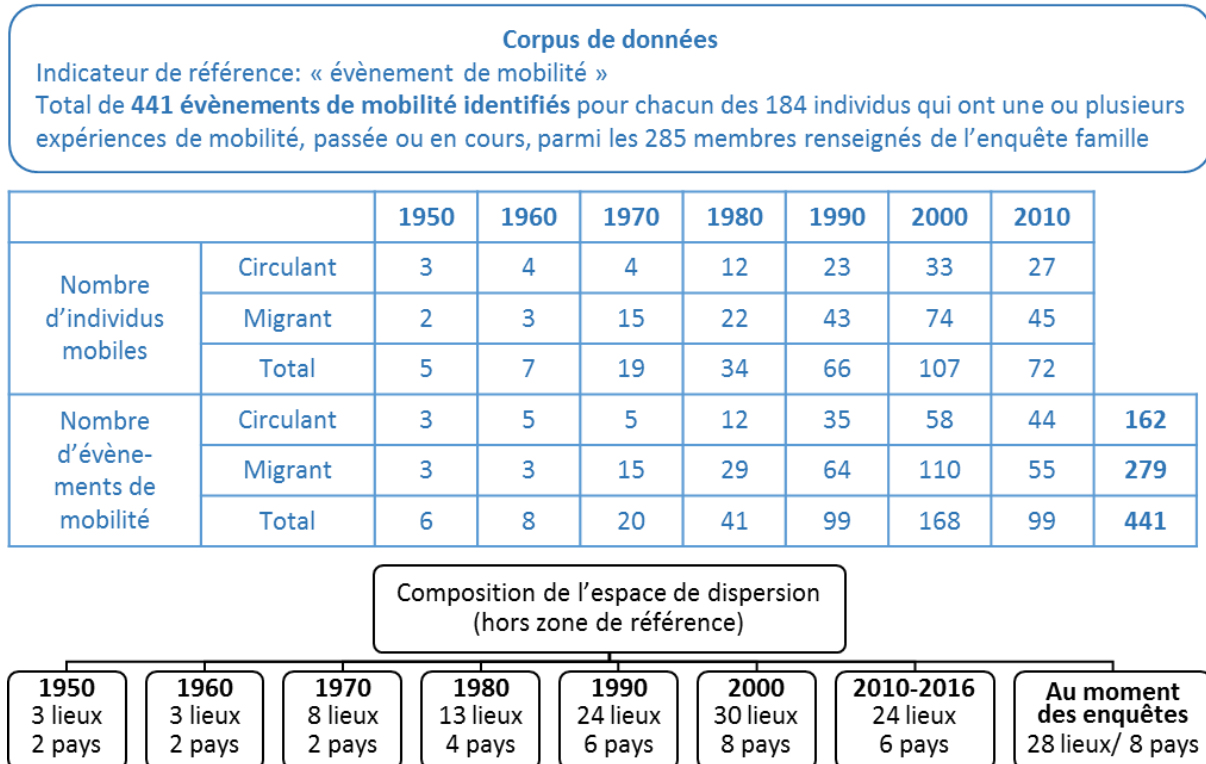 Corpus de données
Indicateur de référence: « évènement de mobilité »
Total de 441 évènements de mobilité identifiés pour chacun des 184 individus qui ont une ou plusieurs
expériences de mobilité, passée ou en cours, parmi les 285 membres renseignés de l'enquête famille
1950 1960 1970 1980 1990 2000 2010
Nombre
d'individus
mobiles
Circulant 3 4 4 12 23 33 27
Migrant 2 3 15 22 43 74 45
Total 5 7 19 34 66 107 72
Nombre
d'évène-
ments de
mobilité
Circulant 3 5 5 12 35 58 44 162
Migrant 3 3 15 29 64 110 55 279
Total 6 8 20 41 99 168 99 441
Composition de l'espace de dispersion
(hors zone de référence)
1950
3 lieux
2 pays
1960
3 lieux
2 pays
1970
8 lieux
2 pays
1980
13 lieux
4 pays
1990
24 lieux
6 pays
2000
30 lieux
8 pays
2010-2016
24 lieux
6 pays
Au moment
des enquêtes
28 lieux/ 8 pays